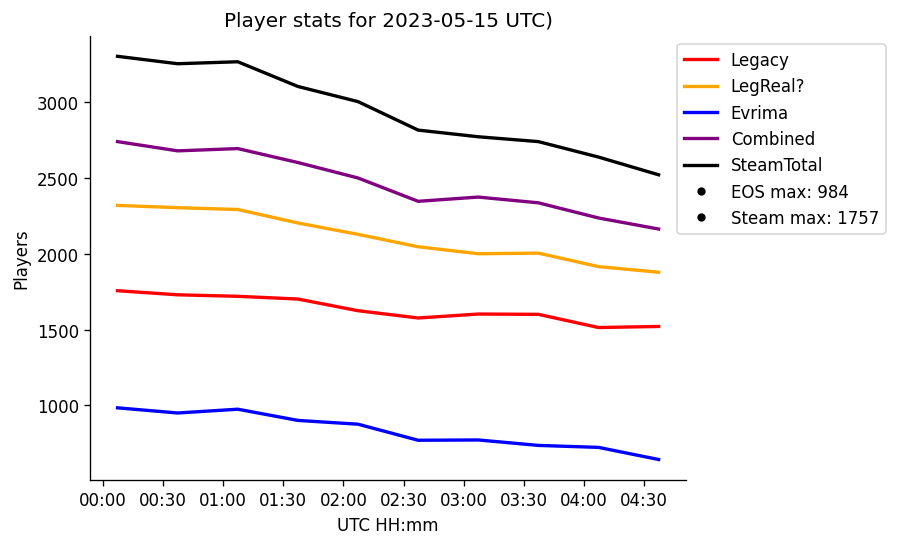 Player stats for 2023-05-15 UTC)
Players
3000
2500
2000
1500
1000
00:00 00:30 01:00 01:30 02:00 02:30 03:00 03:30 04:00 04:30
UTC HH:mm
Legacy
LegReal?
Evrima
Combined
SteamTotal
EOS max: 984
Steam max: 1757